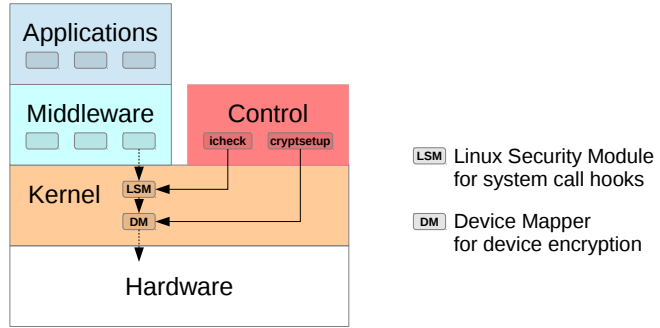 Applications
Middleware
Control
icheck
cryptsetup
Kernel
LSM
DM
Hardware
LSM Linux Security Module
for system call hooks
DM Device Mapper
for device encryption